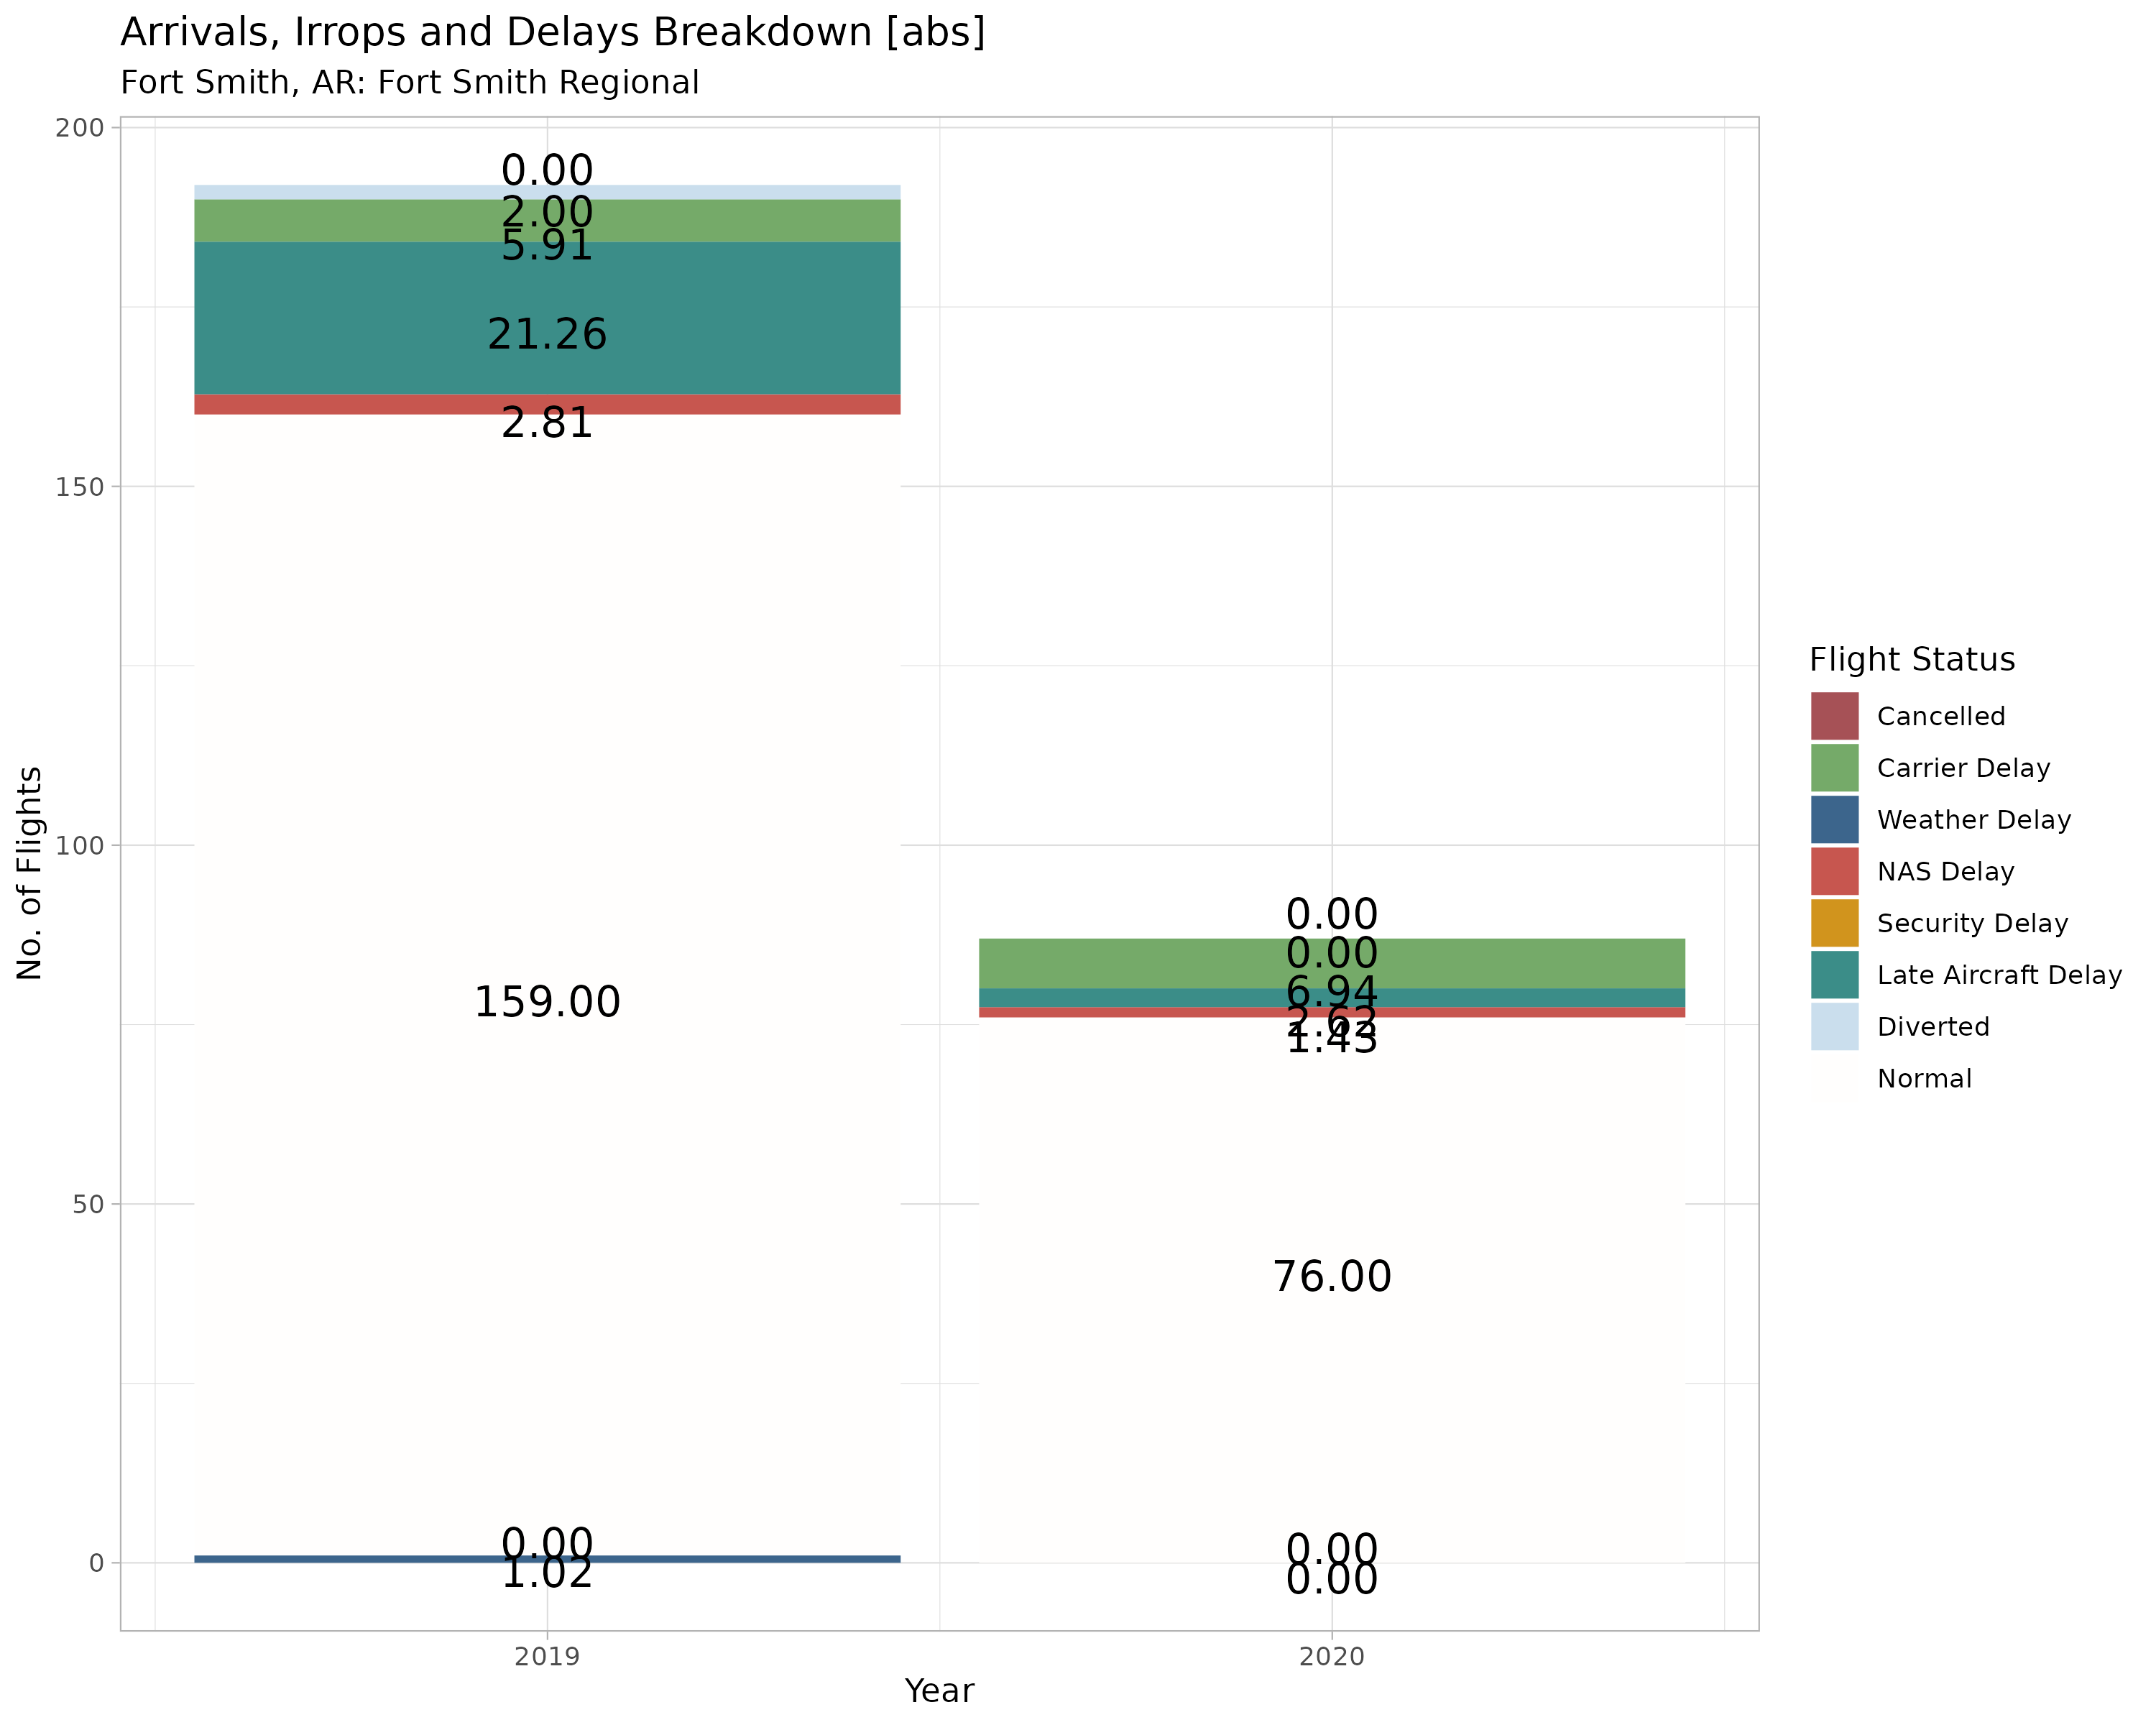 Arrivals, Irrops and Delays Breakdown [abs]
Fort Smith, AR: Fort Smith Regional
No. of Flights
200
150
100
50
0
0.00
2.00
5.91
21.26
2.81
159.00
0.00
1.02
0.00
0.00
6.94
2.62
1.43
76.00
0.00
0.00
2019
2020
Year
Flight Status
Cancelled
Carrier Delay
Weather Delay
NAS Delay
Security Delay
Late Aircraft Delay
Diverted
Normal